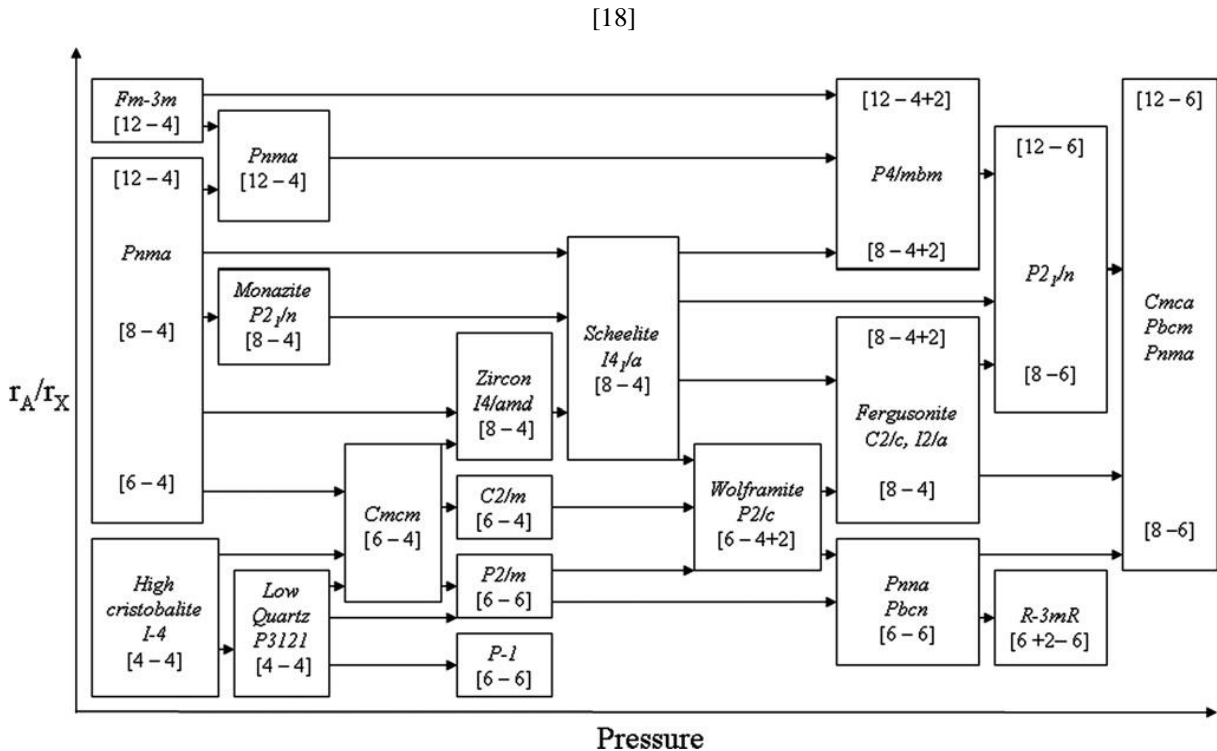 [18]
Fm-3m
[12 – 4]
[12 – 4]
Pnma
[8 – 4]
[6 – 4]
High
cristobalite
I-4
[4 – 4]
Pnma
[12 – 4]
Monazite
P2₁/n
[8 – 4]
Low
Quartz
P3121
[4 – 4]
Cmcm
[6 – 4]
Zircon
I4/amd
[8 – 4]
C2/m
[6 – 4]
P2/m
[6 – 6]
P-1
[6 – 6]
Scheelite
I4₁/a
[8 – 4]
Wolframite
P2/c
[6 – 4+2]
[12 – 4+2]
P4/mbm
[8 – 4+2]
[8 – 4+2]
Fergusonite
C2/c, I2/a
[8 – 4]
Pnna
Pbcn
[6 – 6]
[12 – 6]
P2₁/n
[8 – 6]
R-3mR
[6 +2– 6]
[12 – 6]
Cmca
Pbcm
Pnma
[8 –6]
r_A/r_X
Pressure